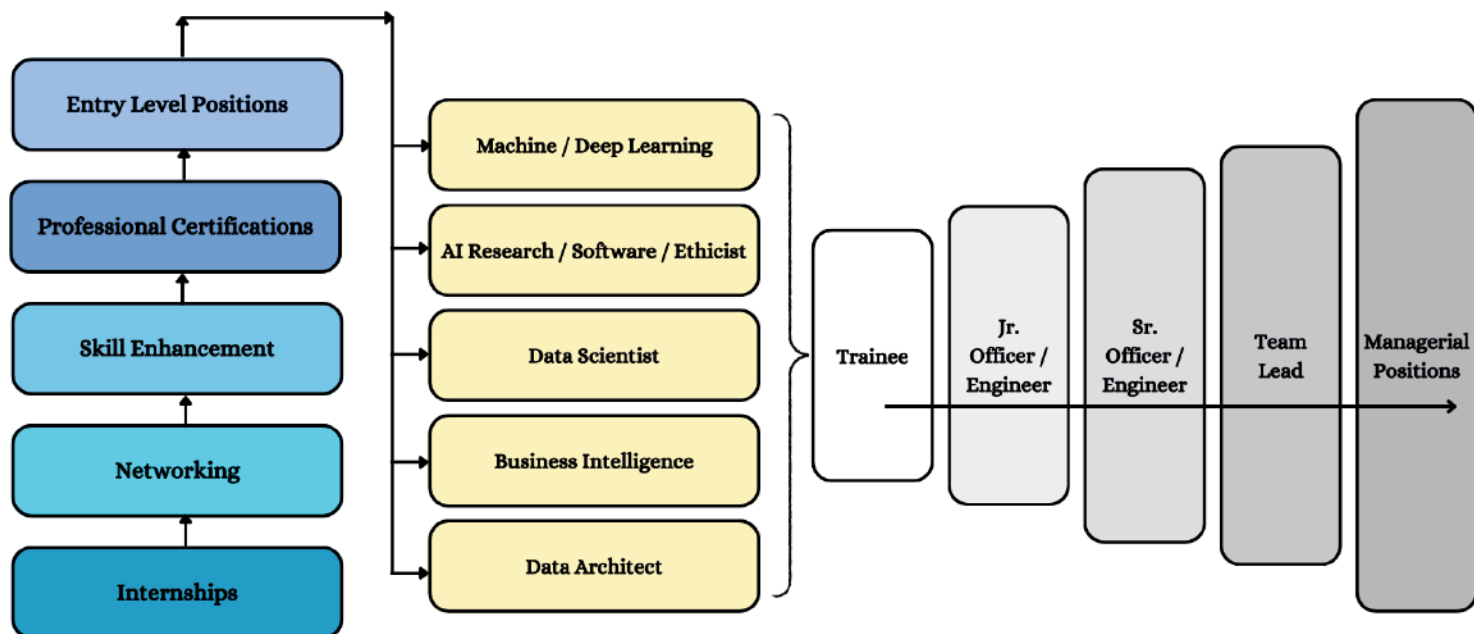 Entry Level Positions
Professional Certifications
Skill Enhancement
Networking
Internships
Machine / Deep Learning
AI Research / Software / Ethicist
Data Scientist
Business Intelligence
Data Architect
Trainee
Jr.
Officer /
Engineer
Sr.
Officer /
Engineer
Team
Lead
Managerial
Positions